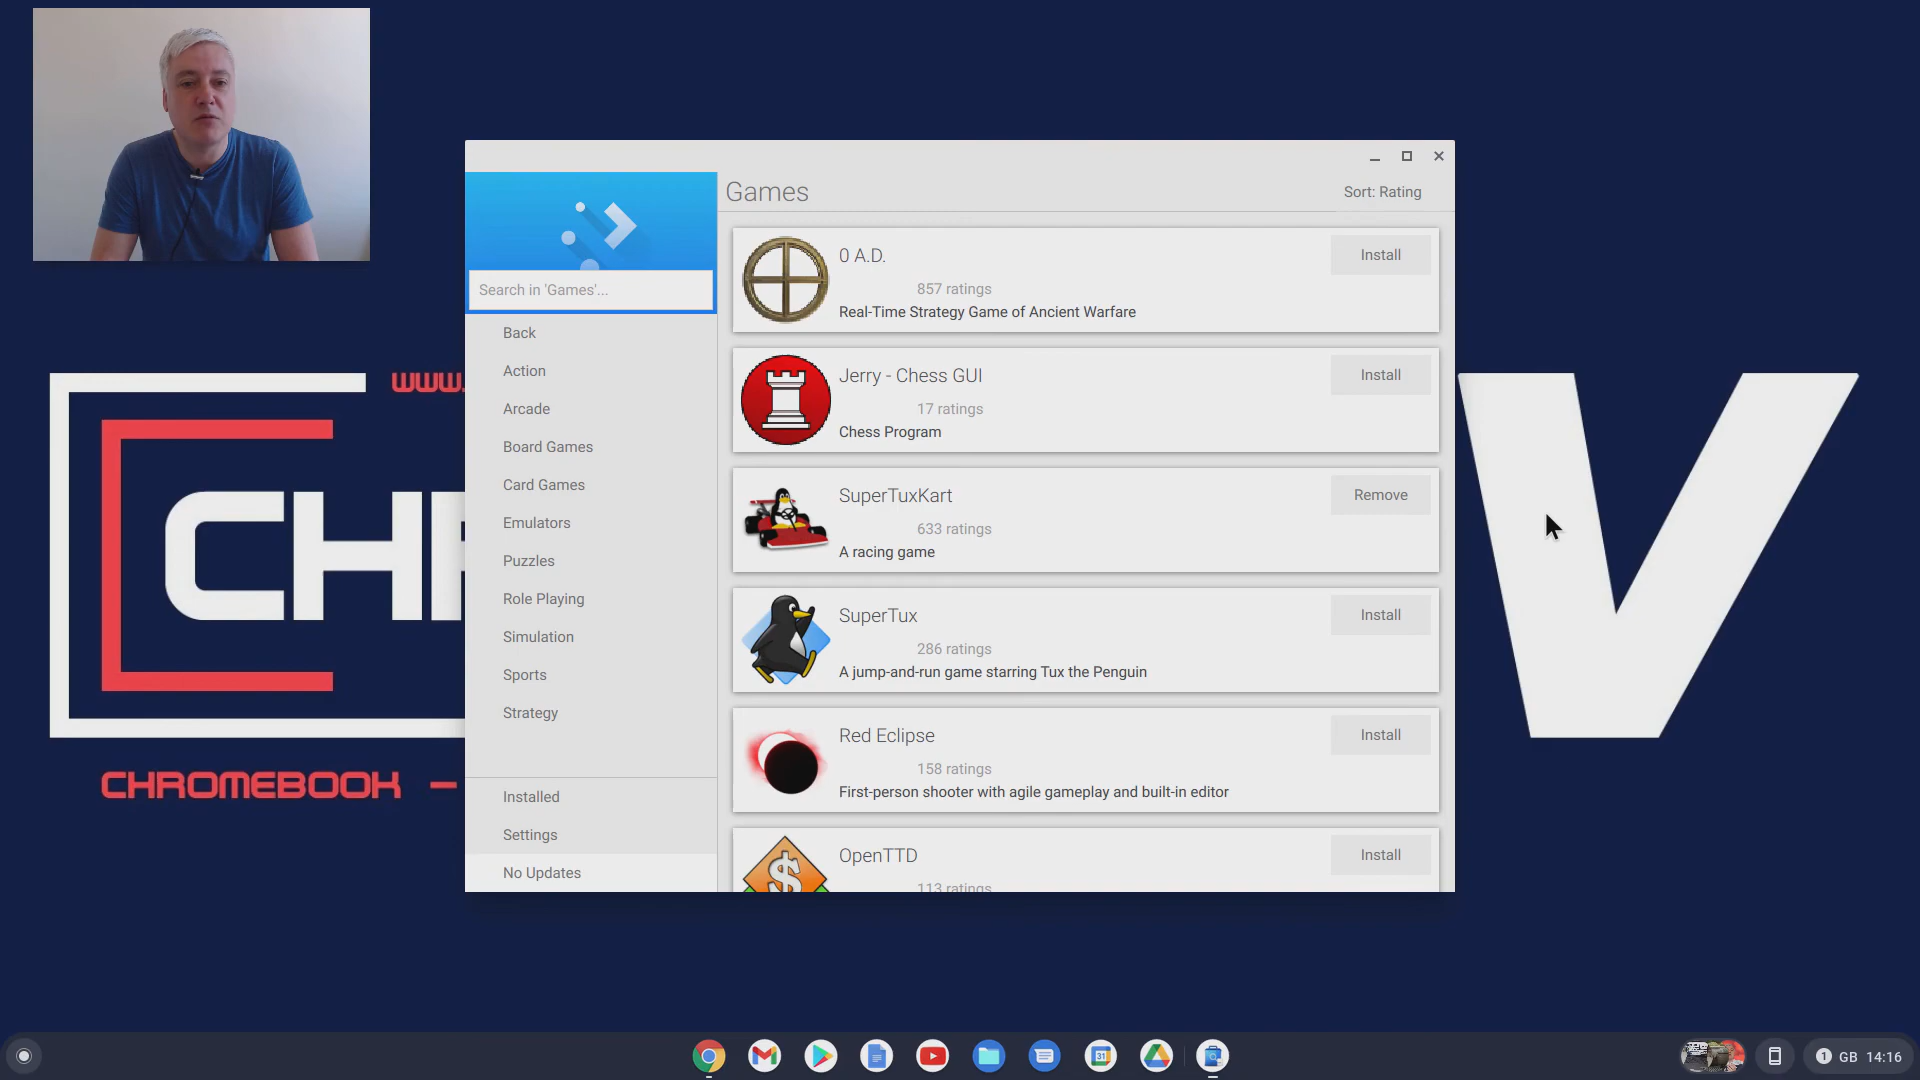 WWW.
CH
V
CHROMEBOOK -
Games
Sort: Rating
Search in 'Games'...
Back
Action
Arcade
Board Games
Card Games
Emulators
Puzzles
Role Playing
Simulation
Sports
Strategy
Installed
Settings
No Updates
0 A.D.
857 ratings
Real-Time Strategy Game of Ancient Warfare
Install
Jerry - Chess GUI
17 ratings
Chess Program
Install
SuperTuxKart
633 ratings
A racing game
Remove
SuperTux
286 ratings
A jump-and-run game starring Tux the Penguin
Install
Red Eclipse
158 ratings
First-person shooter with agile gameplay and built-in editor
Install
OpenTTD
113 ratings
Install
31
1 GB 14:16